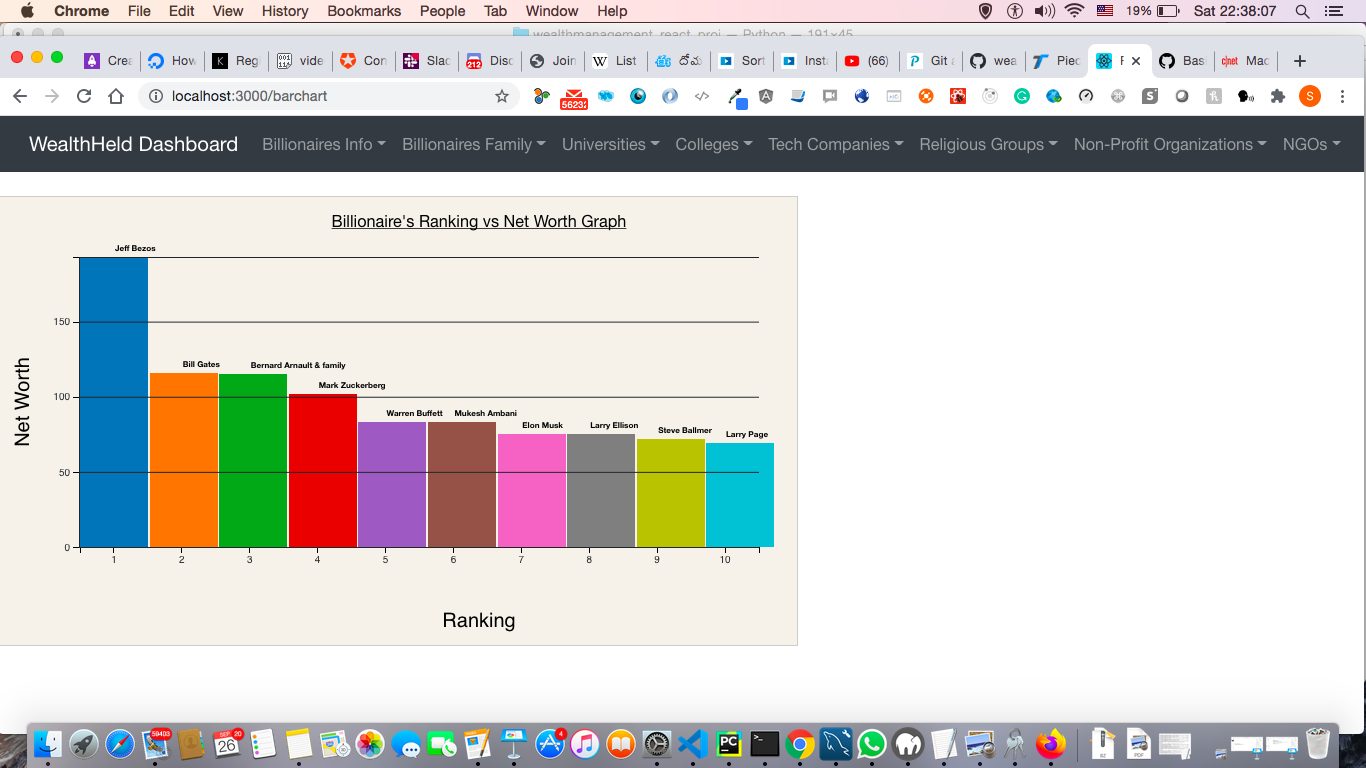 Chrome File Edit View History Bookmarks People Tab Window Help 19% Sat 22:38:07
wealthmanagement_react_proj — Python — 191×45
Crea How Reg vide Con Slac Disc Join List Sort Inst (66) Git a wea Piec Bas Mac
localhost:3000/barchart
WealthHeld Dashboard Billionaires Info Billionaires Family Universities Colleges Tech Companies Religious Groups Non-Profit Organizations NGOs
Billionaire's Ranking vs Net Worth Graph
Jeff Bezos
150
Bill Gates Bernard Arnault & family
Mark Zuckerberg
100
Warren Buffett Mukesh Ambani
Elon Musk Larry Ellison
Steve Ballmer
Larry Page
Net Worth
50
0
1 2 3 4 5 6 7 8 9 10
Ranking
59403
SEP 20
26
4
PC